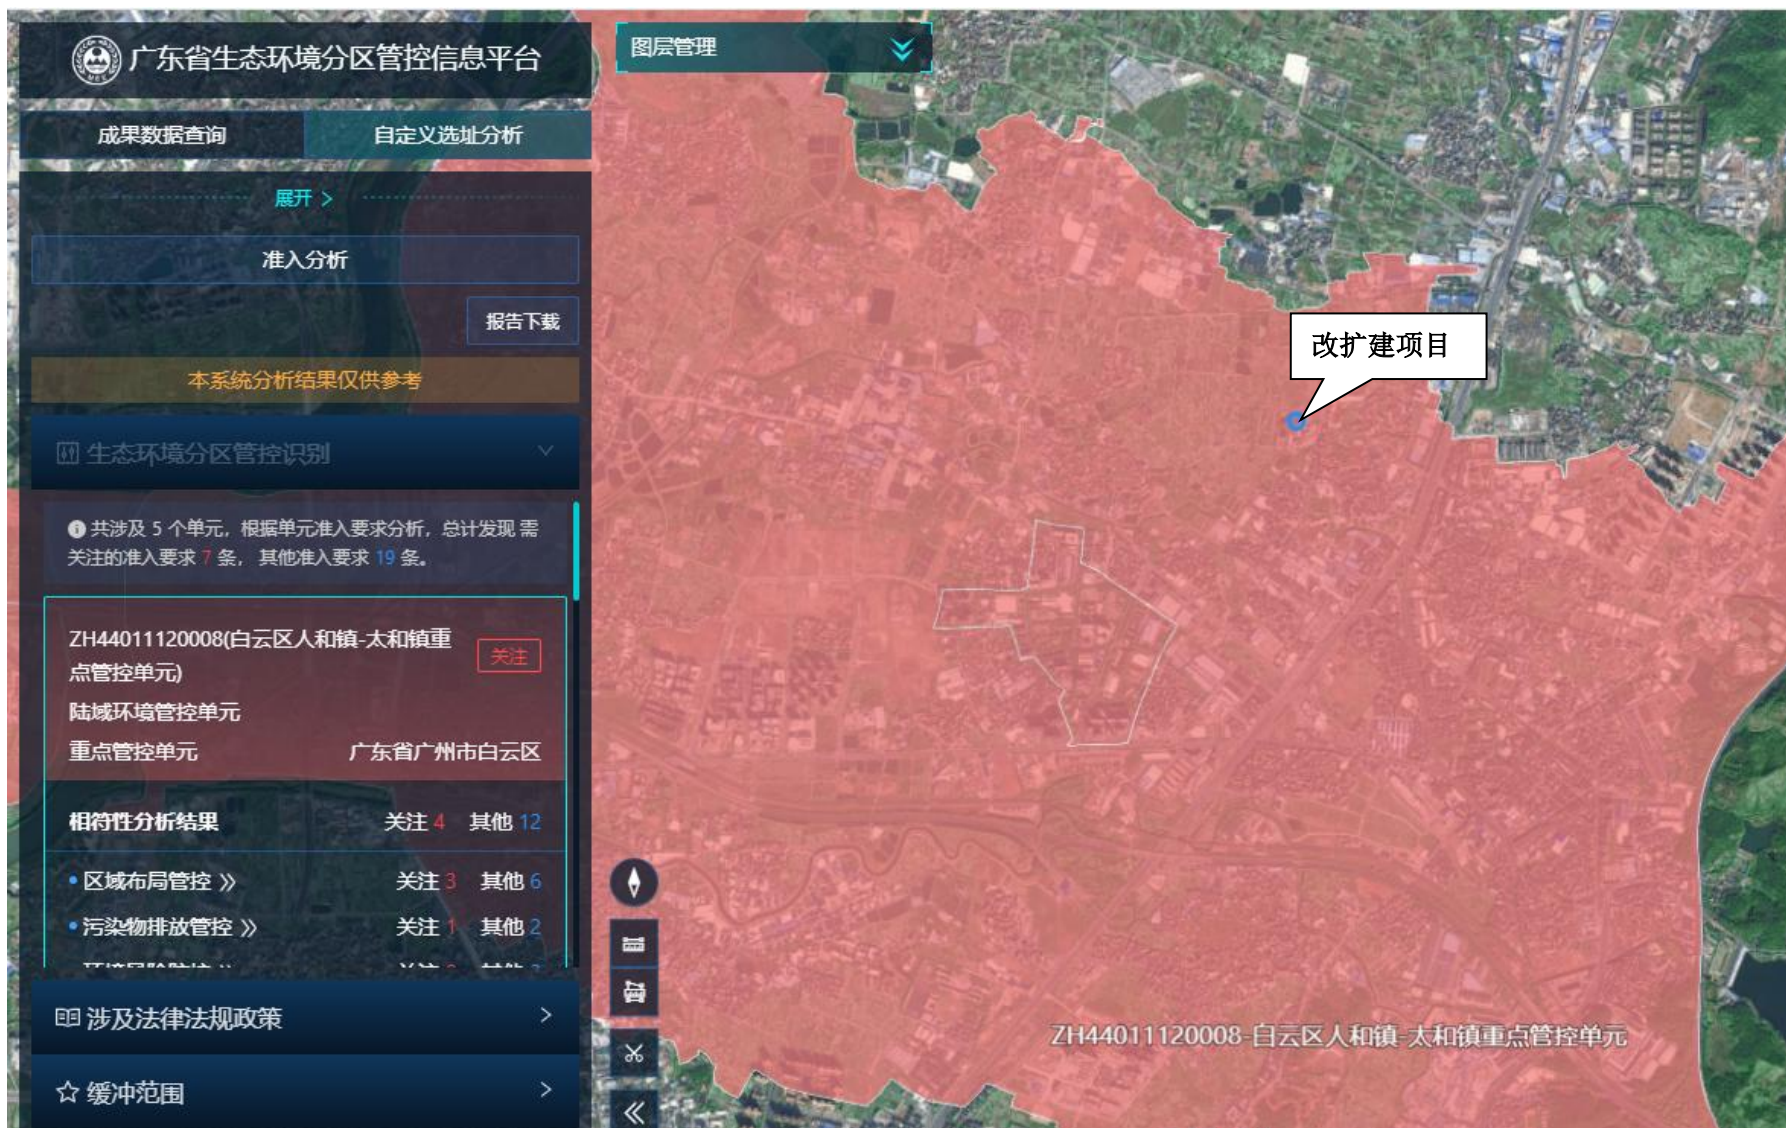 广东省生态环境分区管控信息平台
图层管理
成果数据查询
自定义选址分析
展开 >
准入分析
报告下载
本系统分析结果仅供参考
生态环境分区管控识别
共涉及 5 个单元，根据单元准入要求分析，总计发现 需
关注的准入要求 7 条， 其他准入要求 19 条。
ZH44011120008(白云区人和镇-太和镇重
点管控单元)
关注
陆域环境管控单元
重点管控单元 广东省广州市白云区
相符性分析结果 关注 4 其他 12
区域布局管控 关注 3 其他 6
污染物排放管控 关注 1 其他 2
涉及法律法规政策
缓冲范围
改扩建项目
ZH44011120008-白云区人和镇-太和镇重点管控单元